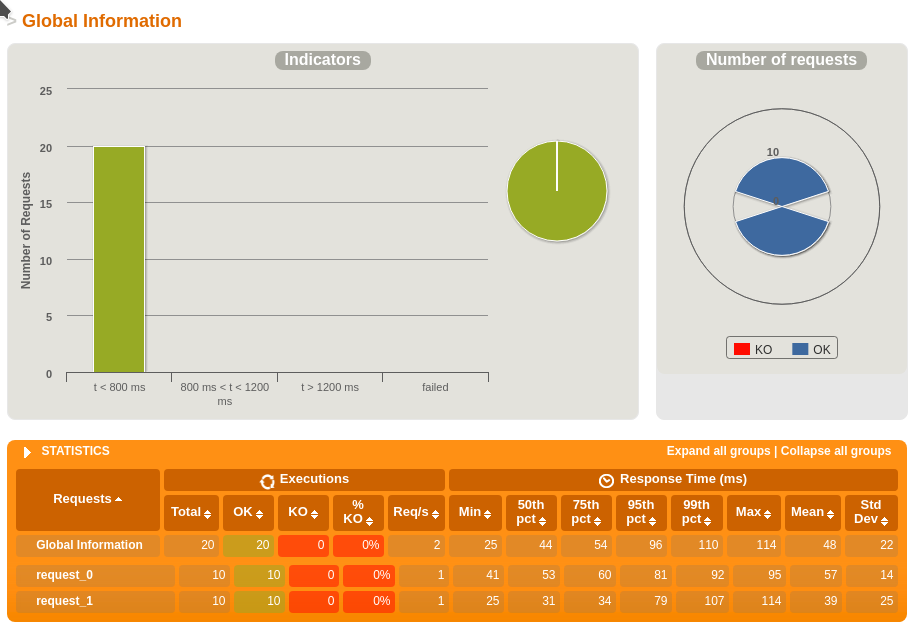 > Global Information
Indicators
Number of requests
Number of Requests
25
20
15
10
5
0
t < 800 ms
800 ms < t < 1200
ms
t > 1200 ms
failed
10
KO OK
STATISTICS Expand all groups | Collapse all groups
Requests Executions Response Time (ms)
Total OK KO % KO Req/s Min 50th pct 75th pct 95th pct 99th pct Max Mean Std Dev
Global Information 20 20 0 0% 2 25 44 54 96 110 114 48 22
request_0 10 10 0 0% 1 41 53 60 81 92 95 57 14
request_1 10 10 0 0% 1 25 31 34 79 107 114 39 25